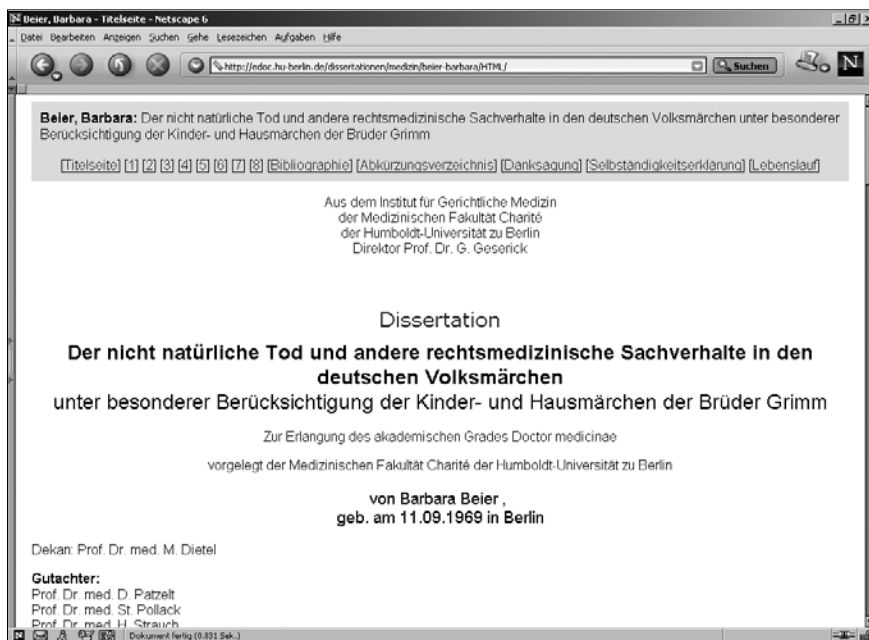 Beier, Barbara - Titelseite - Netscape 6
Datei Bearbeiten Anzeigen Suchen Gehe Lesezeichen Aufgaben Hilfe
http://edoc.hu-berlin.de/dissertationen/medizin/beier-barbara/HTML/ Suchen N
Beier, Barbara: Der nicht natürliche Tod und andere rechtsmedizinische Sachverhalte in den deutschen Volksmärchen unter besonderer
Berücksichtigung der Kinder- und Hausmärchen der Brüder Grimm
[Titelseite] [1] [2] [3] [4] [5] [6] [7] [8] [Bibliographie] [Abkürzungsverzeichnis] [Danksagung] [Selbständigkeitserklärung] [Lebenslauf]
Aus dem Institut für Gerichtliche Medizin
der Medizinischen Fakultät Charité
der Humboldt-Universität zu Berlin
Direktor Prof. Dr. G. Geserick
Dissertation
Der nicht natürliche Tod und andere rechtsmedizinische Sachverhalte in den
deutschen Volksmärchen
unter besonderer Berücksichtigung der Kinder- und Hausmärchen der Brüder Grimm
Zur Erlangung des akademischen Grades Doctor medicinae
vorgelegt der Medizinischen Fakultät Charité der Humboldt-Universität zu Berlin
von Barbara Beier ,
geb. am 11.09.1969 in Berlin
Dekan: Prof. Dr. med. M. Dietel
Gutachter:
Prof. Dr. med. D. Patzelt
Prof. Dr. med. St. Pollack
Prof. Dr. med. H. Strauch
Dokument fertig (0.831 Sek.)